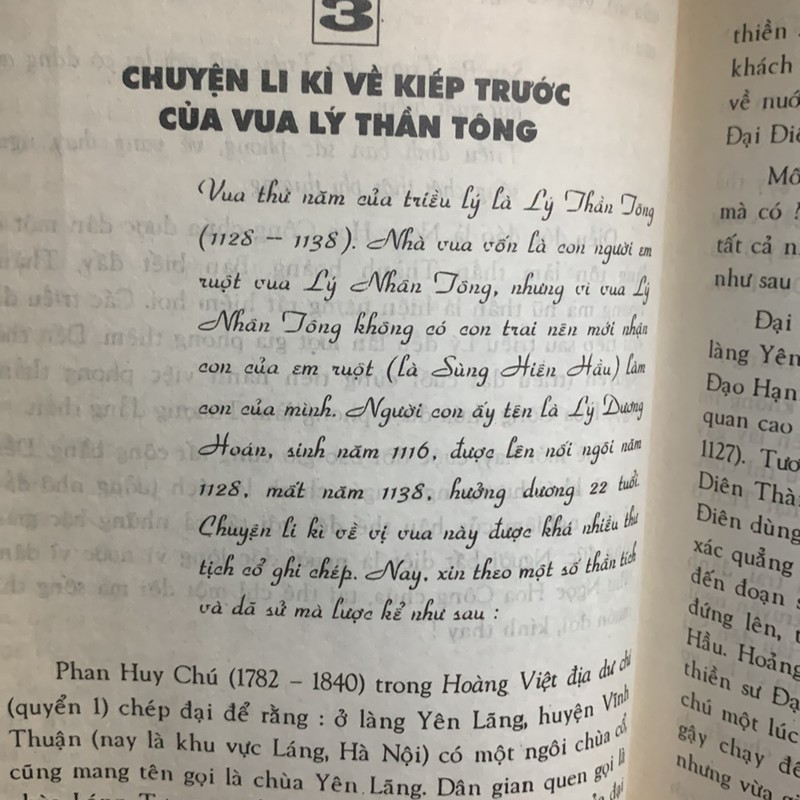 3
CHUYỆN LI KÌ VỀ KIẾP TRƯỚC
CỦA VUA LÝ THẦN TÔNG
Vua thứ năm của triều lý là Lý Thần Tông
(1128 – 1138). Nhà vua vốn là con người em
ruột vua Lý Nhân Tông, nhưng vì vua Lý
Nhân Tông không có con trai nên mới nhận
con của em ruột (là Sùng Hiền Hầu) làm
con của mình. Người con ấy tên là Lý Dương
Hoán, sinh năm 1116, được lên nối ngôi năm
1128, mất năm 1138, hưởng dương 22 tuổi.
Chuyện li kì về vị vua này được khá nhiều thư
tịch cổ ghi chép. Nay, xin theo một số thần tích
và dã sử mà lược kể như sau :
Phan Huy Chú (1782 – 1840) trong Hoàng Việt địa dư chí
(quyển 1) chép đại để rằng : ở làng Yên Lãng, huyện Vĩnh
Thuận (nay là khu vực Láng, Hà Nội) có một ngôi chùa cổ,
cũng mang tên gọi là chùa Yên Lãng. Dân gian quen gọi là
thiền
khách
về nuớ
Đại Điê
Mô
mà có
tất cả n
như sau
Đại
làng Yên
Đạo Hạn
quan cao
1127). Tươ
Diên Thà
Điên dùng
xác quẳng
đến đoạn s
đứng lên, t
Hầu. Hoảng
thiền sư Đạ
chú một lúc
gậy chạy đế
nhưng vừa